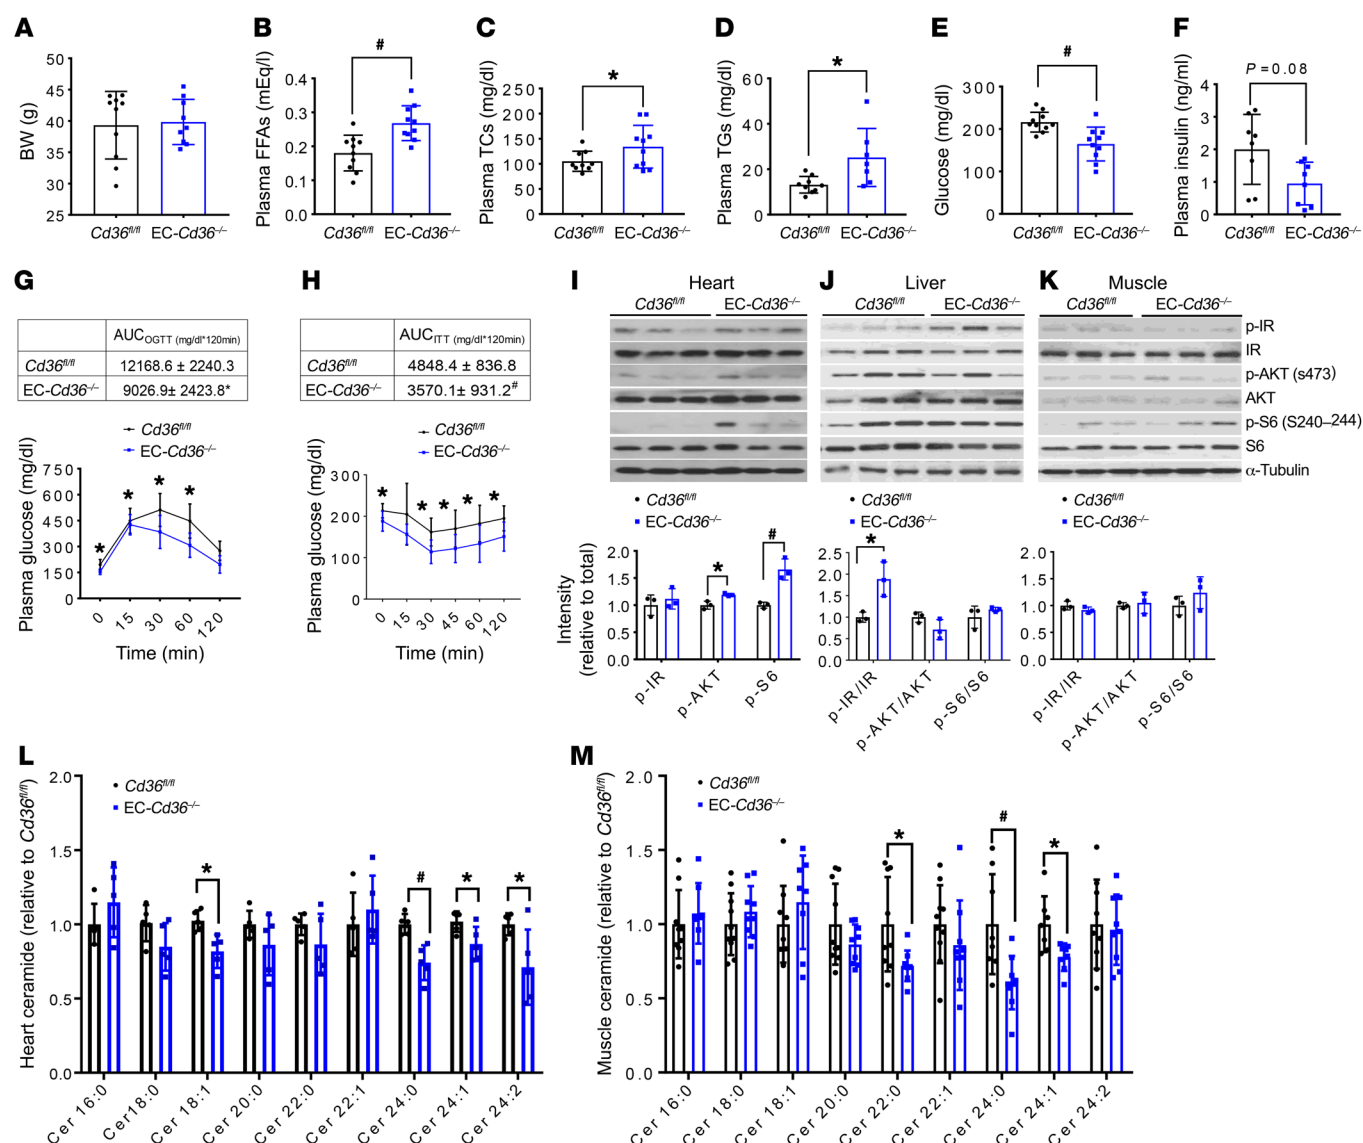 A
BW (g)
50
45
40
35
30
25
Cd36fl/fl EC-Cd36–/–
B
Plasma FFAs (mEq/l)
0.4
0.3
0.2
0.1
0.0
#
Cd36fl/fl EC-Cd36–/–
C
Plasma TCs (mg/dl)
250
200
150
100
50
0
*
Cd36fl/fl EC-Cd36–/–
D
Plasma TGs (mg/dl)
60
40
20
0
*
Cd36fl/fl EC-Cd36–/–
E
Glucose (mg/dl)
300
200
100
0
#
Cd36fl/fl EC-Cd36–/–
F
Plasma insulin (ng/ml)
4
3
2
1
0
P = 0.08
Cd36fl/fl EC-Cd36–/–
G
AUCOGTT (mg/dl*120min)
Cd36fl/fl 12168.6 ± 2240.3
EC-Cd36–/– 9026.9± 2423.8*
Cd36fl/fl
EC-Cd36–/–
Plasma glucose (mg/dl)
750
600
450
300
150
0
* * * *
0 15 30 60 120
Time (min)
H
AUCITT (mg/dl*120min)
Cd36fl/fl 4848.4 ± 836.8
EC-Cd36–/– 3570.1± 931.2#
Cd36fl/fl
EC-Cd36–/–
Plasma glucose (mg/dl)
300
200
100
0
* * * * *
0 15 30 45 60 120
Time (min)
I Heart
Cd36fl/fl EC-Cd36–/–
J Liver
Cd36fl/fl EC-Cd36–/–
K Muscle
Cd36fl/fl EC-Cd36–/–
p-IR
IR
p-AKT (s473)
AKT
p-S6 (S240–244)
S6
α-Tubulin
Cd36fl/fl
EC-Cd36–/–
Intensity
(relative to total)
2.0
1.5
1.0
0.5
0.0
* #
p-IR p-AKT p-S6
Cd36fl/fl
EC-Cd36–/–
2.5
2.0
1.5
1.0
0.5
0.0
*
p-IR/IR p-AKT/AKT p-S6/S6
Cd36fl/fl
EC-Cd36–/–
2.0
1.5
1.0
0.5
0.0
p-IR/IR p-AKT/AKT p-S6/S6
L
Heart ceramide (relative to Cd36fl/fl)
Cd36fl/fl
EC-Cd36–/–
2.0
1.5
1.0
0.5
0.0
* # * *
Cer 16:0 Cer18:0 Cer 18:1 Cer 20:0 Cer 22:0 Cer 22:1 Cer 24:0 Cer 24:1 Cer 24:2
M
Muscle ceramide (relative to Cd36fl/fl)
Cd36fl/fl
EC-Cd36–/–
2.0
1.5
1.0
0.5
0.0
* # *
Cer 16:0 Cer 18:0 Cer 18:1 Cer 20:0 Cer 22:0 Cer 22:1 Cer 24:0 Cer 24:1 Cer 24:2